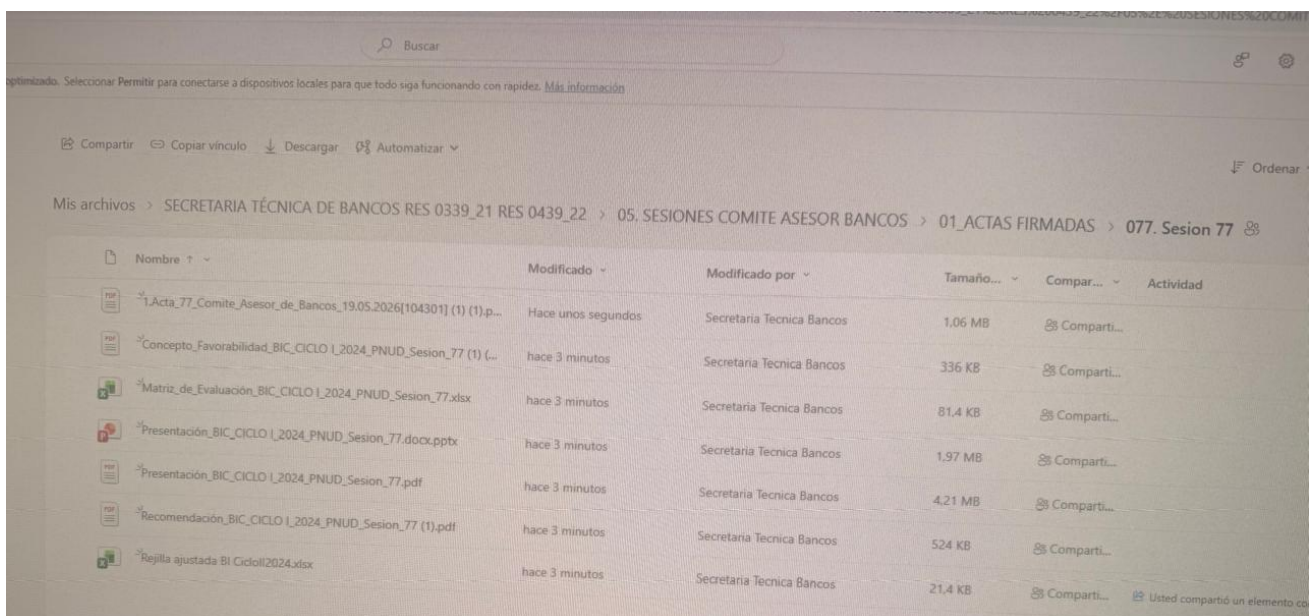 Buscar
optimizado. Seleccionar Permitir para conectarse a dispositivos locales para que todo siga funcionando con rapidez. Más información
Compartir Copiar vínculo Descargar Automatizar
Ordenar
Mis archivos > SECRETARIA TÉCNICA DE BANCOS RES 0339_21 RES 0439_22 > 05. SESIONES COMITE ASESOR BANCOS > 01_ACTAS FIRMADAS > 077. Sesion 77
Nombre ↑ Modificado Modificado por Tamaño... Compar... Actividad
1.Acta_77_Comite_Asesor_de_Bancos_19.05.2026[104301] (1) (1).p... Hace unos segundos Secretaria Tecnica Bancos 1,06 MB Comparti...
Concepto_Favorabilidad_BIC_CICLO I_2024_PNUD_Sesion_77 (1) (... hace 3 minutos Secretaria Tecnica Bancos 336 KB Comparti...
Matriz_de_Evaluación_BIC_CICLO I_2024_PNUD_Sesion_77.xlsx hace 3 minutos Secretaria Tecnica Bancos 81,4 KB Comparti...
Presentación_BIC_CICLO I_2024_PNUD_Sesion_77.docx.pptx hace 3 minutos Secretaria Tecnica Bancos 1,97 MB Comparti...
Presentación_BIC_CICLO I_2024_PNUD_Sesion_77.pdf hace 3 minutos Secretaria Tecnica Bancos 4,21 MB Comparti...
Recomendación_BIC_CICLO I_2024_PNUD_Sesion_77 (1).pdf hace 3 minutos Secretaria Tecnica Bancos 524 KB Comparti...
Rejilla ajustada BI CicloII2024.xlsx hace 3 minutos Secretaria Tecnica Bancos 21,4 KB Comparti... Usted compartió un elemento